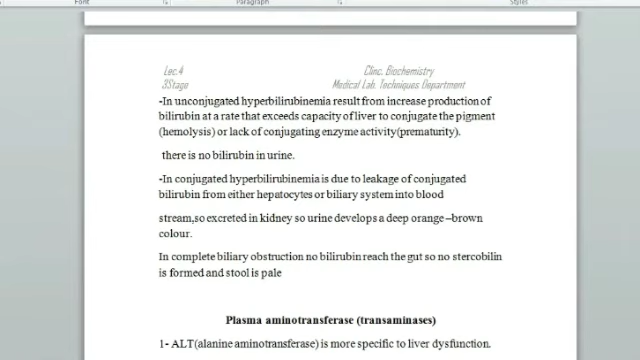 Font Paragraph Styles
Lec.4 Clinc. Biochemistry
3Stage Medical Lab. Techniques Department
-In unconjugated hyperbilirubinemia result from increase production of
bilirubin at a rate that exceeds capacity of liver to conjugate the pigment
(hemolysis) or lack of conjugating enzyme activity(prematurity).
there is no bilirubin in urine.
-In conjugated hyperbilirubinemia is due to leakage of conjugated
bilirubin from either hepatocytes or biliary system into blood
stream,so excreted in kidney so urine develops a deep orange –brown
colour.
In complete biliary obstruction no bilirubin reach the gut so no stercobilin
is formed and stool is pale
Plasma aminotransferase (transaminases)
1- ALT(alanine aminotransferase) is more specific to liver dysfunction.